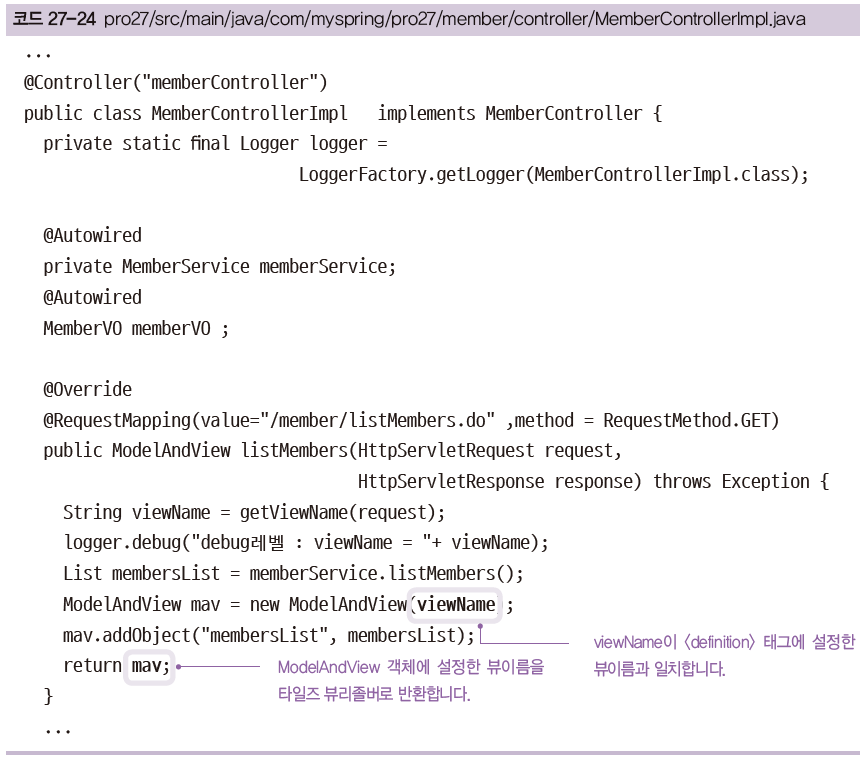 코드 27-24 pro27/src/main/java/com/myspring/pro27/member/controller/MemberControllerImpl.java
...
@Controller("memberController")
public class MemberControllerImpl   implements MemberController {
  private static final Logger logger =
                            LoggerFactory.getLogger(MemberControllerImpl.class);
  @Autowired
  private MemberService memberService;
  @Autowired
  MemberVO memberVO ;
  @Override
  @RequestMapping(value="/member/listMembers.do" ,method = RequestMethod.GET)
  public ModelAndView listMembers(HttpServletRequest request,
                                  HttpServletResponse response) throws Exception {
    String viewName = getViewName(request);
    logger.debug("debug레벨 : viewName = "+ viewName);
    List membersList = memberService.listMembers();
    ModelAndView mav = new ModelAndView(viewName ;
    mav.addObject("membersList", membersList);
viewName이 〈definition〉 태그에 설정한
뷰이름과 일치합니다.
    return mav;
ModelAndView 객체에 설정한 뷰이름을
타일즈 뷰리졸버로 반환합니다.
  }
  ...